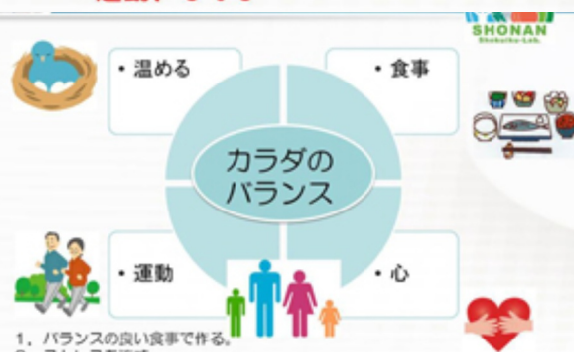 SHONAN
Shokuiku-Lab.
・温める
・食事
カラダの
バランス
・運動
・心
1, バランスの良い食事で作る。